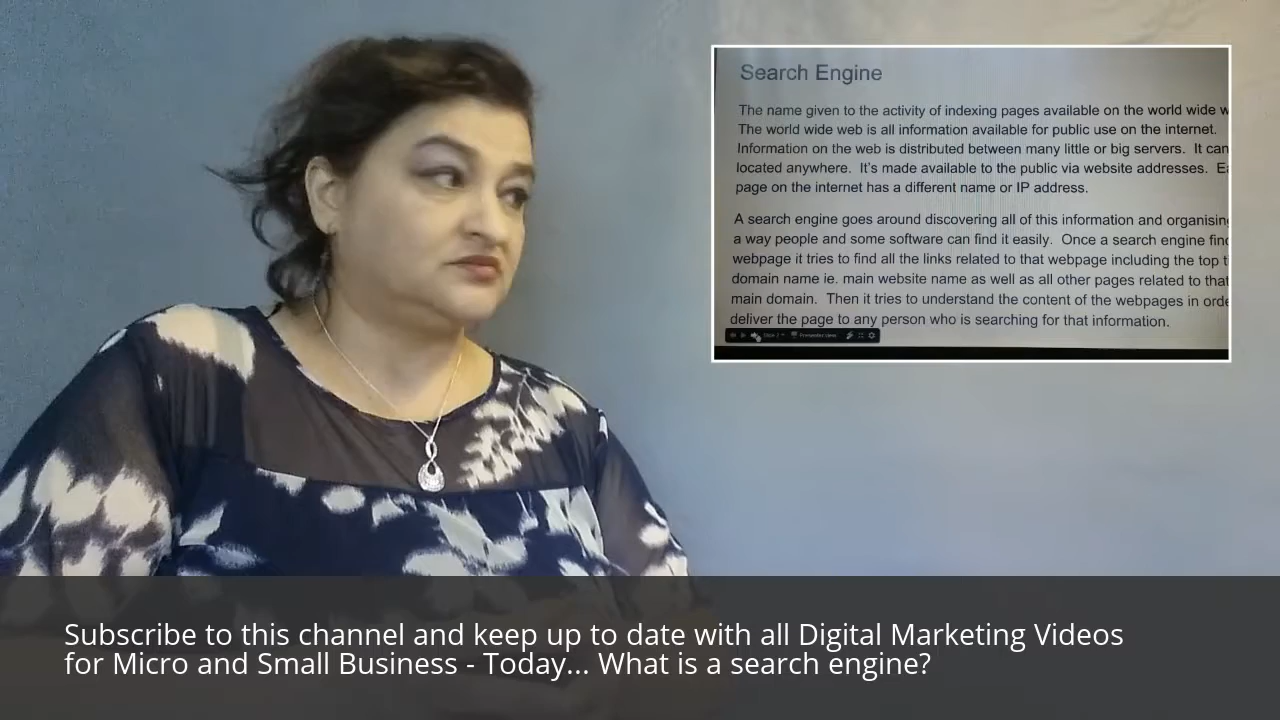 Search Engine
The name given to the activity of indexing pages available on the world wide w
The world wide web is all information available for public use on the internet.
Information on the web is distributed between many little or big servers. It can
located anywhere. It's made available to the public via website addresses. Ea
page on the internet has a different name or IP address.
A search engine goes around discovering all of this information and organising
a way people and some software can find it easily. Once a search engine find
webpage it tries to find all the links related to that webpage including the top t
domain name ie. main website name as well as all other pages related to that
main domain. Then it tries to understand the content of the webpages in orde
deliver the page to any person who is searching for that information.
Subscribe to this channel and keep up to date with all Digital Marketing Videos
for Micro and Small Business - Today... What is a search engine?